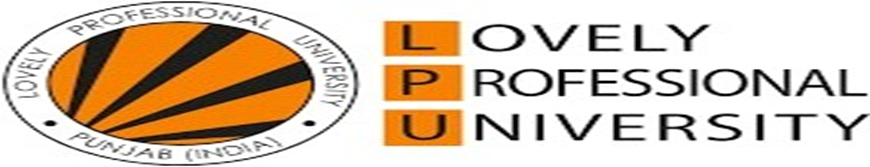 LOVELY PROFESSIONAL UNIVERSITY
PUNJAB (INDIA)
LOVELY
PROFESSIONAL
UNIVERSITY